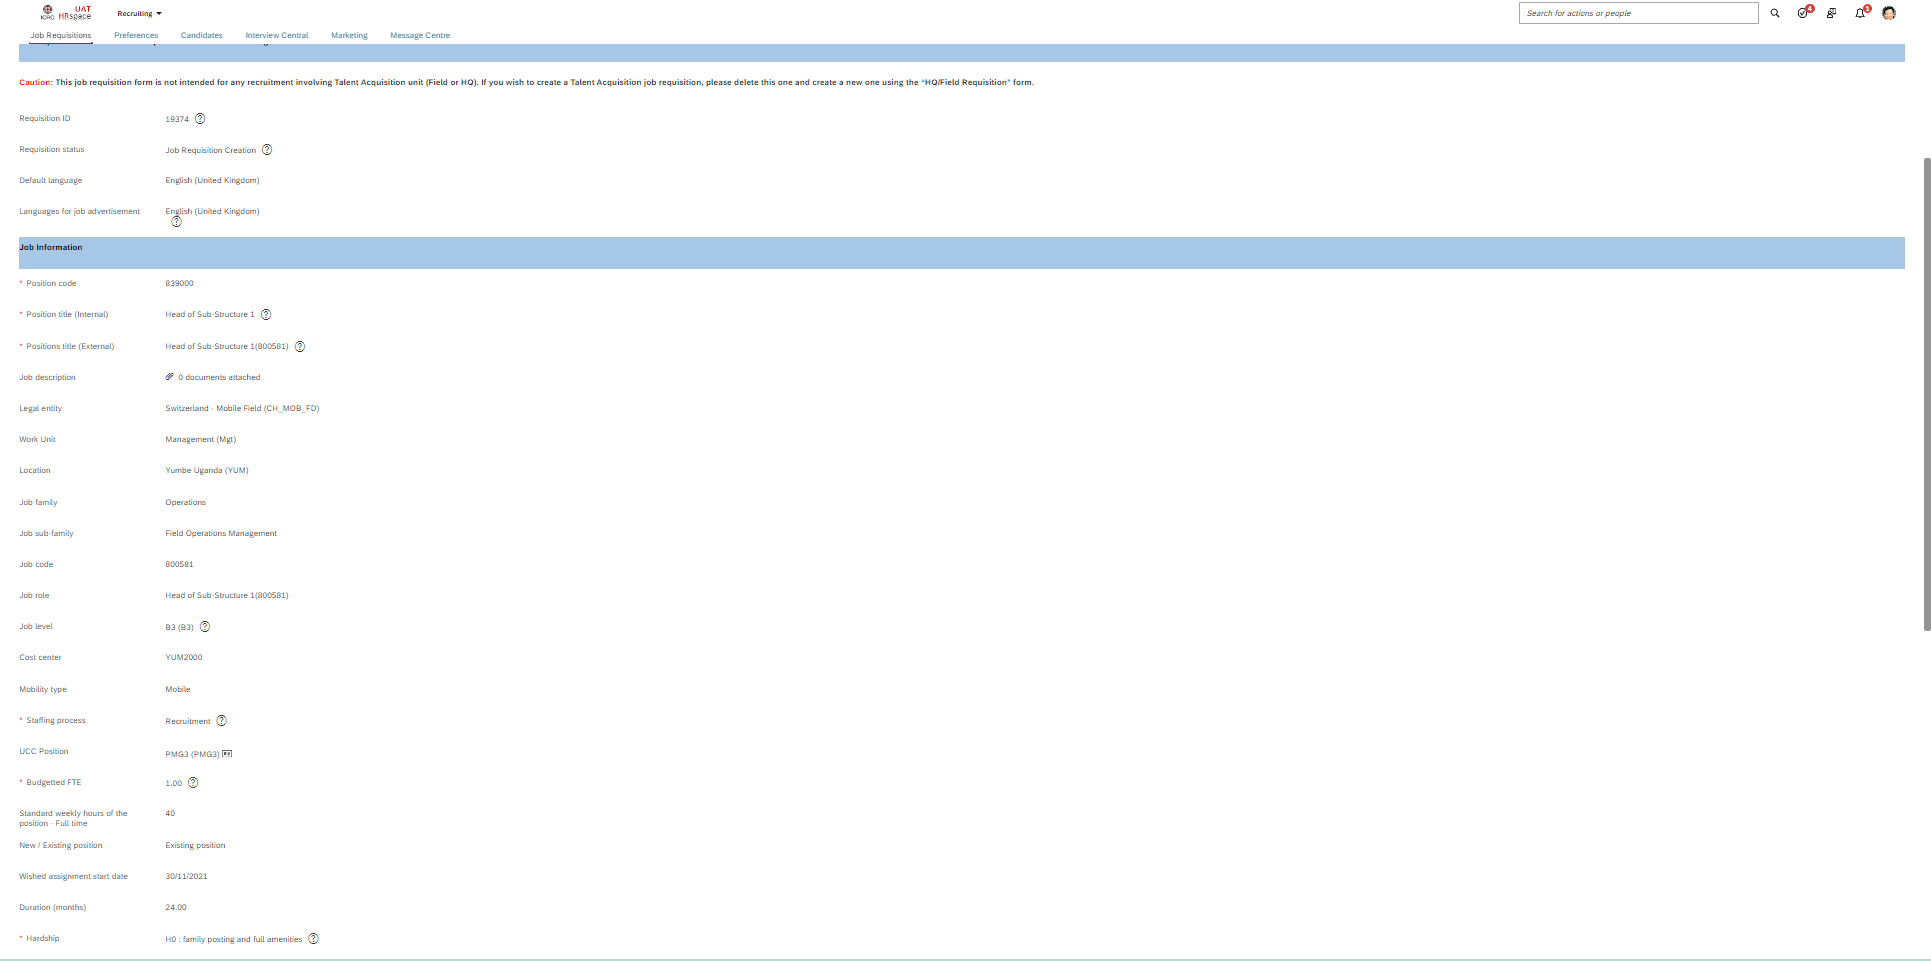 ICRC
UAT
HRspace
Recruiting
Search for actions or people
4
1
Job Requisitions
Preferences
Candidates
Interview Central
Marketing
Message Centre
Caution: This job requisition form is not intended for any recruitment involving Talent Acquisition unit (Field or HQ). If you wish to create a Talent Acquisition job requisition, please delete this one and create a new one using the “HQ/Field Requisition” form.
Requisition ID
19374
Requisition status
Job Requisition Creation
Default language
English (United Kingdom)
Languages for job advertisement
English (United Kingdom)
Job Information
* Position code
839000
* Position title (Internal)
Head of Sub-Structure 1
* Positions title (External)
Head of Sub-Structure 1(800581)
Job description
0 documents attached
Legal entity
Switzerland - Mobile Field (CH_MOB_FD)
Work Unit
Management (Mgt)
Location
Yumbe Uganda (YUM)
Job family
Operations
Job sub-family
Field Operations Management
Job code
800581
Job role
Head of Sub-Structure 1(800581)
Job level
B3 (B3)
Cost center
YUM2000
Mobility type
Mobile
* Staffing process
Recruitment
UCC Position
PMG3 (PMG3)
* Budgetted FTE
1.00
Standard weekly hours of the
position - Full time
40
New / Existing position
Existing position
Wished assignment start date
30/11/2021
Duration (months)
24.00
* Hardship
H0 : family posting and full amenities